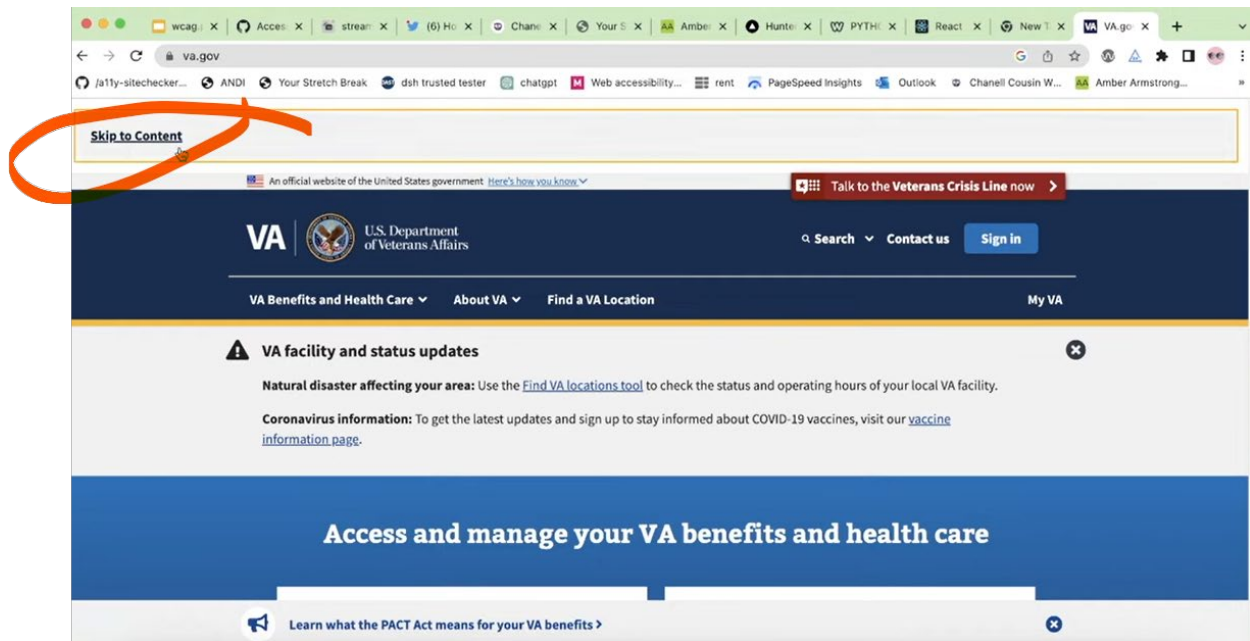 wcag.
Acces
stream
(6) Ho
Chane
Your S
Amber
Hunter
PYTHO
React
New T
VA.go
va.gov
/a11y-sitechecker...
ANDI
Your Stretch Break
dsh trusted tester
chatgpt
Web accessibility...
rent
PageSpeed Insights
Outlook
Chanell Cousin W...
AA Amber Armstrong...
Skip to Content
An official website of the United States government Here's how you know
Talk to the Veterans Crisis Line now
VA
U.S. Department
of Veterans Affairs
Search
Contact us
Sign in
VA Benefits and Health Care
About VA
Find a VA Location
My VA
VA facility and status updates
Natural disaster affecting your area: Use the Find VA locations tool to check the status and operating hours of your local VA facility.
Coronavirus information: To get the latest updates and sign up to stay informed about COVID-19 vaccines, visit our vaccine
information page.
Access and manage your VA benefits and health care
Learn what the PACT Act means for your VA benefits